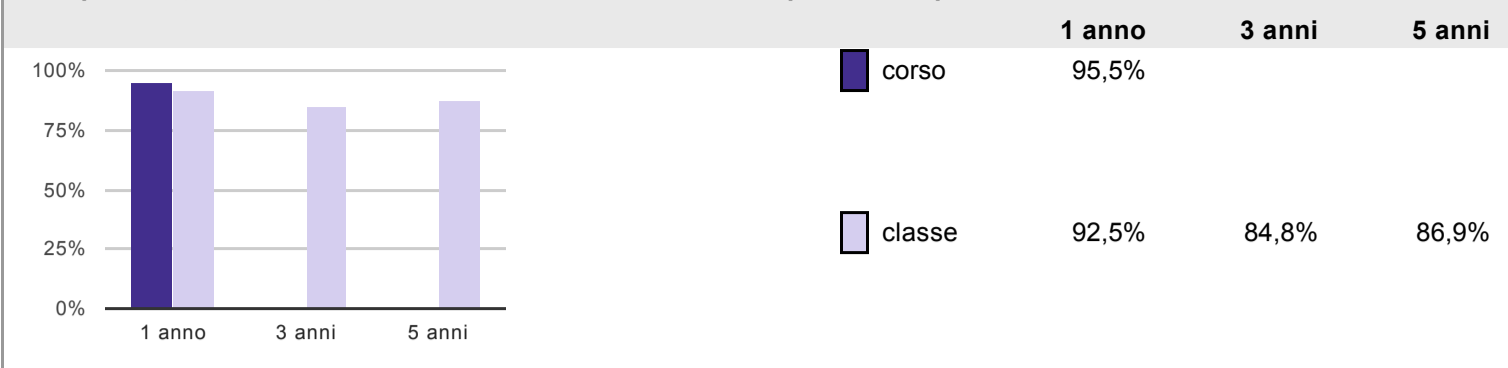 1 anno 3 anni 5 anni
100%
75%
50%
25%
0%
1 anno 3 anni 5 anni
corso 95,5%
classe 92,5% 84,8% 86,9%